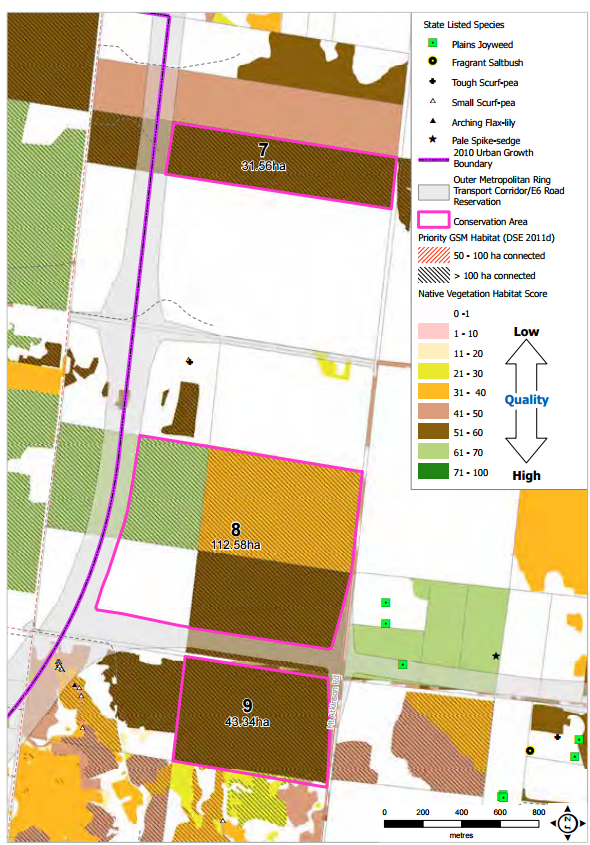 State Listed Species
Plains Joyweed
Fragrant Saltbush
Tough Scurf-pea
Small Scurf-pea
Arching Flax-lily
Pale Spike-sedge
2010 Urban Growth
Boundary
Outer Metropolitan Ring
Transport Corridor/E6 Road
Reservation
Conservation Area
Priority GSM Habitat (DSE 2011d)
50 - 100 ha connected
> 100 ha connected
Native Vegetation Habitat Score
0 -1
1 - 10
11 - 20
21 - 30
31 - 40
41 - 50
51 - 60
61 - 70
71 - 100
Low
Quality
High
7
31.56ha
8
112.58ha
9
43.34ha
Mt Atkinson Rd
0 200 400 600 800
metres